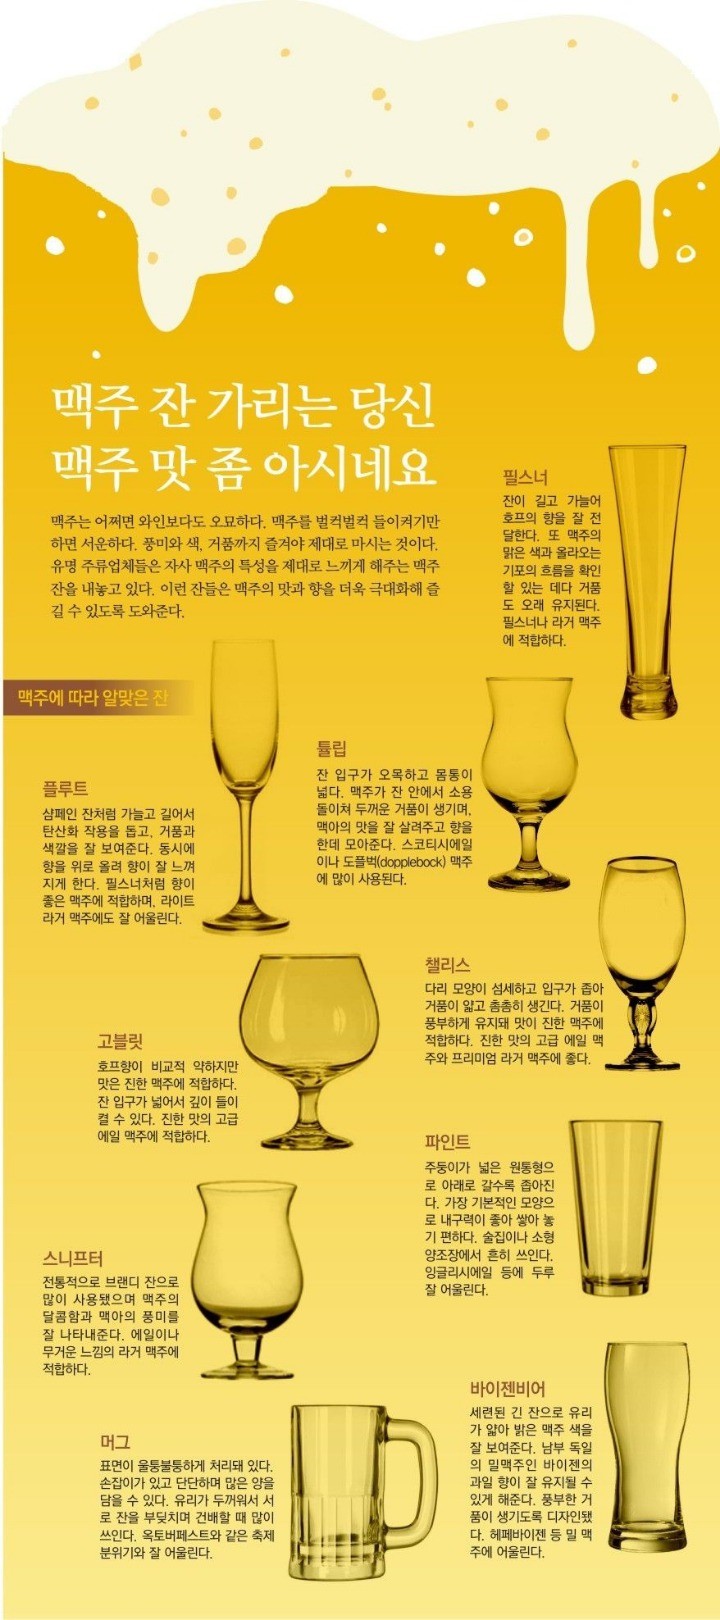 맥주 잔 가리는 당신
맥주 맛 좀 아시네요
맥주는 어쩌면 와인보다도 오묘하다. 맥주를 벌컥벌컥 들이켜기만
하면 서운하다. 풍미와 색, 거품까지 즐겨야 제대로 마시는 것이다.
유명 주류업체들은 자사 맥주의 특성을 제대로 느끼게 해주는 맥주
잔을 내놓고 있다. 이런 잔들은 맥주의 맛과 향을 더욱 극대화해 즐
길 수 있도록 도와준다.
필스너
잔이 길고 가늘어
호프의 향을 잘 전
달한다. 또 맥주의
맑은 색과 올라오는
기포의 흐름을 확인
할 있는 데다 거품
도 오래 유지된다.
필스너나 라거 맥주
에 적합하다.
맥주에 따라 알맞은 잔
튤립
잔 입구가 오목하고 몸통이
넓다. 맥주가 잔 안에서 소용
돌이쳐 두꺼운 거품이 생기며,
맥아의 맛을 잘 살려주고 향을
한데 모아준다. 스코티시에일
이나 도플벅(dopplebock) 맥주
에 많이 사용된다.
플루트
샴페인 잔처럼 가늘고 길어서
탄산화 작용을 돕고, 거품과
색깔을 잘 보여준다. 동시에
향을 위로 올려 향이 잘 느껴
지게 한다. 필스너처럼 향이
좋은 맥주에 적합하며, 라이트
라거 맥주에도 잘 어울린다.
챌리스
다리 모양이 섬세하고 입구가 좁아
거품이 얇고 촘촘히 생긴다. 거품이
풍부하게 유지돼 맛이 진한 맥주에
적합하다. 진한 맛의 고급 에일 맥
주와 프리미엄 라거 맥주에 좋다.
고블릿
호프향이 비교적 약하지만
맛은 진한 맥주에 적합하다.
잔 입구가 넓어서 깊이 들이
켤 수 있다. 진한 맛의 고급
에일 맥주에 적합하다.
파인트
주둥이가 넓은 원통형으
로 아래로 갈수록 좁아진
다. 가장 기본적인 모양으
로 내구력이 좋아 쌓아 놓
기 편하다. 술집이나 소형
양조장에서 흔히 쓰인다.
잉글리시에일 등에 두루
잘 어울린다.
스니프터
전통적으로 브랜디 잔으로
많이 사용됐으며 맥주의
달콤함과 맥아의 풍미를
잘 나타내준다. 에일이나
무거운 느낌의 라거 맥주에
적합하다.
바이젠비어
세련된 긴 잔으로 유리
가 얇아 밝은 맥주 색을
잘 보여준다. 남부 독일
의 밀맥주인 바이젠의
과일 향이 잘 유지될 수
있게 해준다. 풍부한 거
품이 생기도록 디자인됐
다. 헤페바이젠 등 밀 맥
주에 어울린다.
머그
표면이 울퉁불퉁하게 처리돼 있다.
손잡이가 있고 단단하며 많은 양을
담을 수 있다. 유리가 두꺼워서 서
로 잔을 부딪치며 건배할 때 많이
쓰인다. 옥토버페스트와 같은 축제
분위기와 잘 어울린다.